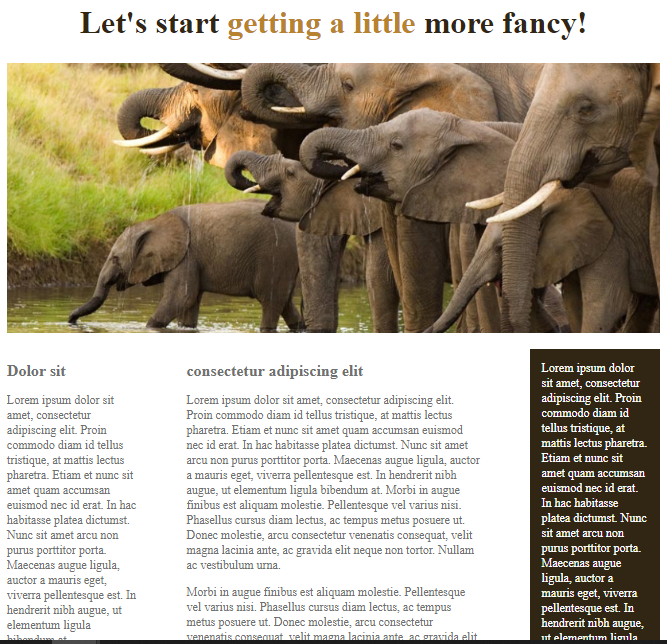 Let's start getting a little more fancy!
Dolor sit
Lorem ipsum dolor sit
amet, consectetur
adipiscing elit. Proin
commodo diam id tellus
tristique, at mattis lectus
pharetra. Etiam et nunc sit
amet quam accumsan
euismod nec id erat. In hac
habitasse platea dictumst.
Nunc sit amet arcu non
purus porttitor porta.
Maecenas augue ligula,
auctor a mauris eget,
viverra pellentesque est. In
hendrerit nibh augue, ut
elementum ligula
bibendum at
consectetur adipiscing elit
Lorem ipsum dolor sit amet, consectetur adipiscing elit.
Proin commodo diam id tellus tristique, at mattis lectus
pharetra. Etiam et nunc sit amet quam accumsan euismod
nec id erat. In hac habitasse platea dictumst. Nunc sit amet
arcu non purus porttitor porta. Maecenas augue ligula, auctor
a mauris eget, viverra pellentesque est. In hendrerit nibh
augue, ut elementum ligula bibendum at. Morbi in augue
finibus est aliquam molestie. Pellentesque vel varius nisi.
Phasellus cursus diam lectus, ac tempus metus posuere ut.
Donec molestie, arcu consectetur venenatis consequat, velit
magna lacinia ante, ac gravida elit neque non tortor. Nullam
ac vestibulum urna.
Morbi in augue finibus est aliquam molestie. Pellentesque
vel varius nisi. Phasellus cursus diam lectus, ac tempus
metus posuere ut. Donec molestie, arcu consectetur
venenatis consequat, velit magna lacinia ante, ac gravida elit
Lorem ipsum dolor
sit amet, consectetur
adipiscing elit. Proin
commodo diam id
tellus tristique, at
mattis lectus pharetra.
Etiam et nunc sit
amet quam accumsan
euismod nec id erat.
In hac habitasse
platea dictumst. Nunc
sit amet arcu non
purus porttitor porta.
Maecenas augue
ligula, auctor a
mauris eget, viverra
pellentesque est. In
hendrerit nibh augue,
ut elementum ligula